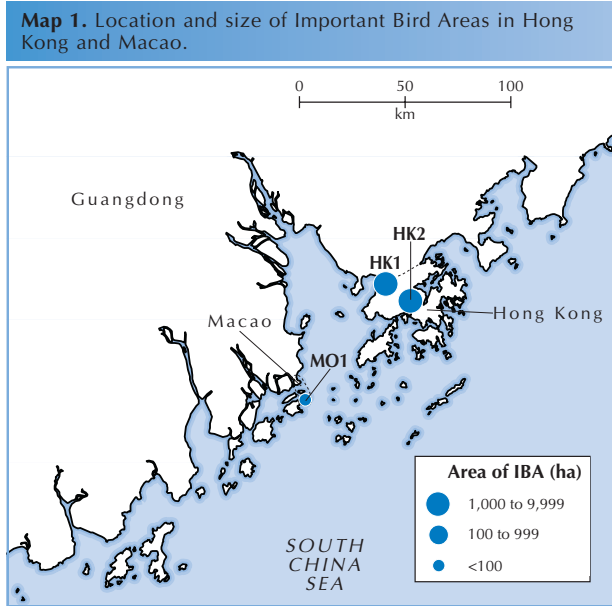 Map 1. Location and size of Important Bird Areas in Hong
Kong and Macao.
0 50 100
km
Guangdong
HK2
HK1
Hong Kong
Macao
MO1
Area of IBA (ha)
1,000 to 9,999
100 to 999
<100
SOUTH
CHINA
SEA